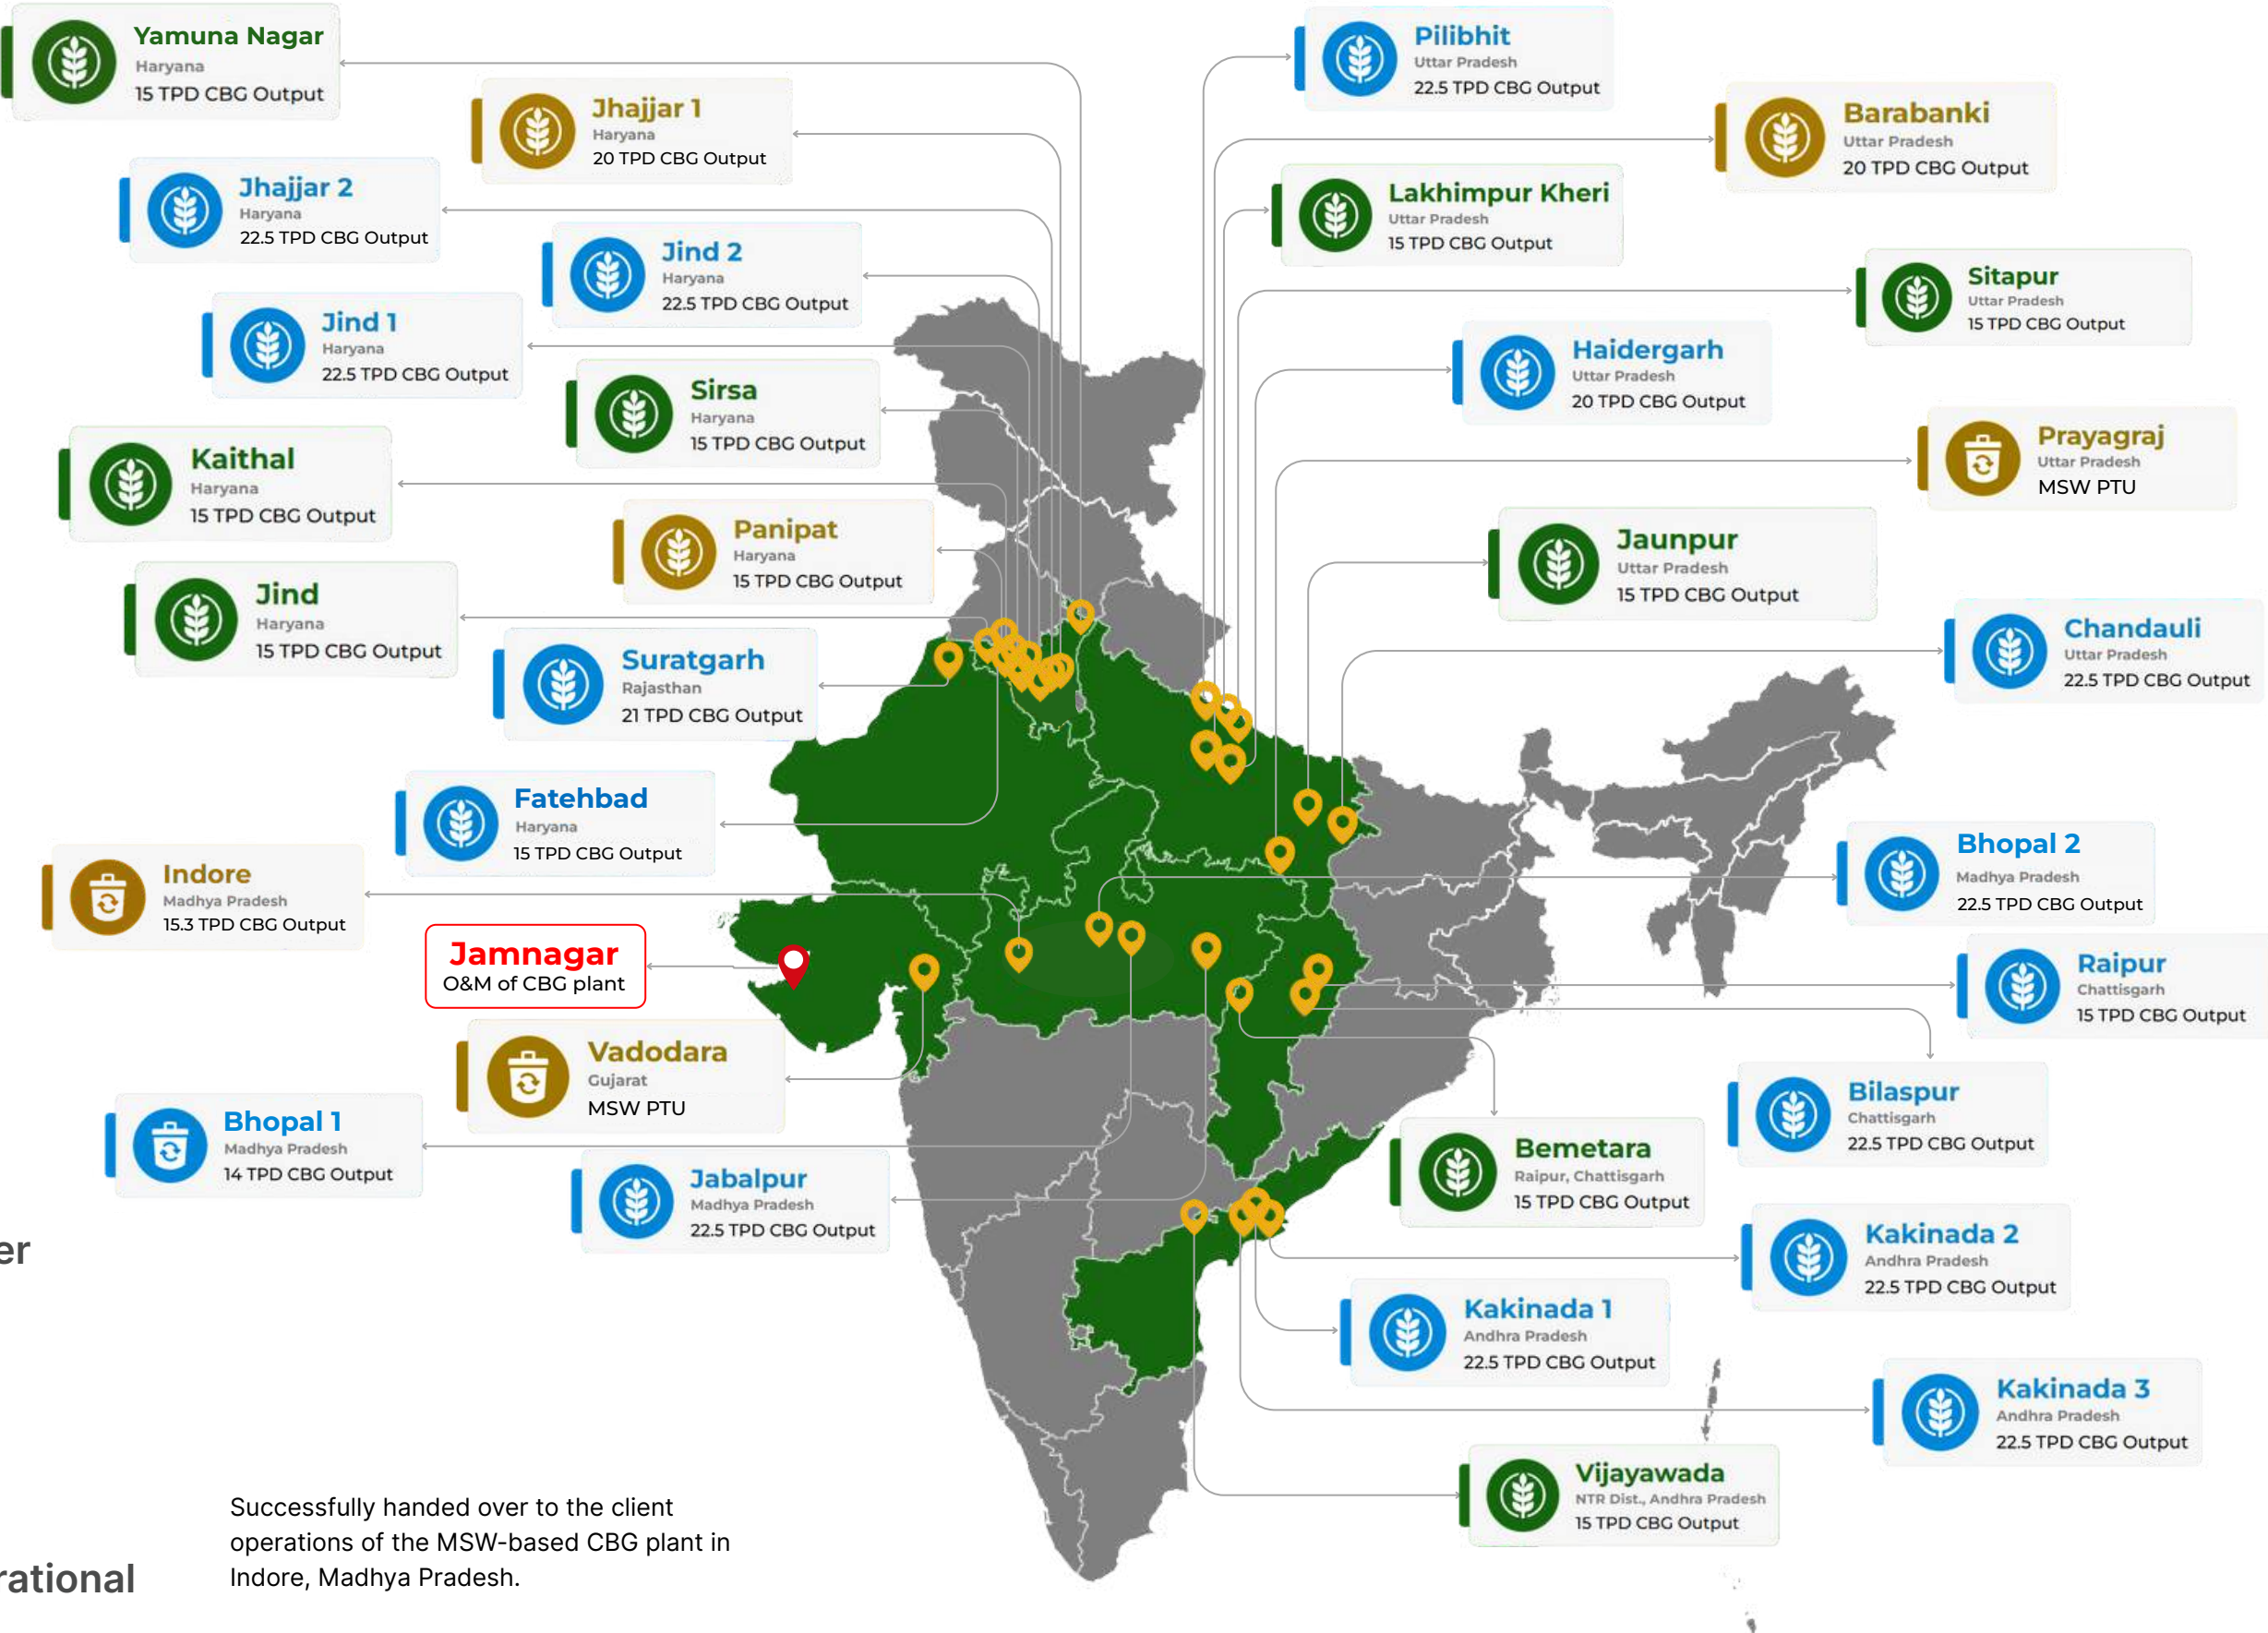 Yamuna Nagar
Haryana
15 TPD CBG Output
Pilibhit
Uttar Pradesh
22.5 TPD CBG Output
Jhajjar 1
Haryana
20 TPD CBG Output
Barabanki
Uttar Pradesh
20 TPD CBG Output
Jhajjar 2
Haryana
22.5 TPD CBG Output
Lakhimpur Kheri
Uttar Pradesh
15 TPD CBG Output
Jind 2
Haryana
22.5 TPD CBG Output
Sitapur
Uttar Pradesh
15 TPD CBG Output
Jind 1
Haryana
22.5 TPD CBG Output
Haidergarh
Uttar Pradesh
20 TPD CBG Output
Sirsa
Haryana
15 TPD CBG Output
Prayagraj
Uttar Pradesh
MSW PTU
Kaithal
Haryana
15 TPD CBG Output
Panipat
Haryana
15 TPD CBG Output
Jaunpur
Uttar Pradesh
15 TPD CBG Output
Jind
Haryana
15 TPD CBG Output
Chandauli
Uttar Pradesh
22.5 TPD CBG Output
Suratgarh
Rajasthan
21 TPD CBG Output
Fatehbad
Haryana
15 TPD CBG Output
Bhopal 2
Madhya Pradesh
22.5 TPD CBG Output
Indore
Madhya Pradesh
15.3 TPD CBG Output
Jamnagar
O&M of CBG plant
Raipur
Chattisgarh
15 TPD CBG Output
Vadodara
Gujarat
MSW PTU
Bilaspur
Chattisgarh
22.5 TPD CBG Output
Bhopal 1
Madhya Pradesh
14 TPD CBG Output
Bemetara
Raipur, Chattisgarh
15 TPD CBG Output
Jabalpur
Madhya Pradesh
22.5 TPD CBG Output
Kakinada 2
Andhra Pradesh
22.5 TPD CBG Output
er
Kakinada 1
Andhra Pradesh
22.5 TPD CBG Output
Kakinada 3
Andhra Pradesh
22.5 TPD CBG Output
Vijayawada
NTR Dist., Andhra Pradesh
15 TPD CBG Output
Successfully handed over to the client
operations of the MSW-based CBG plant in
Indore, Madhya Pradesh.
rational